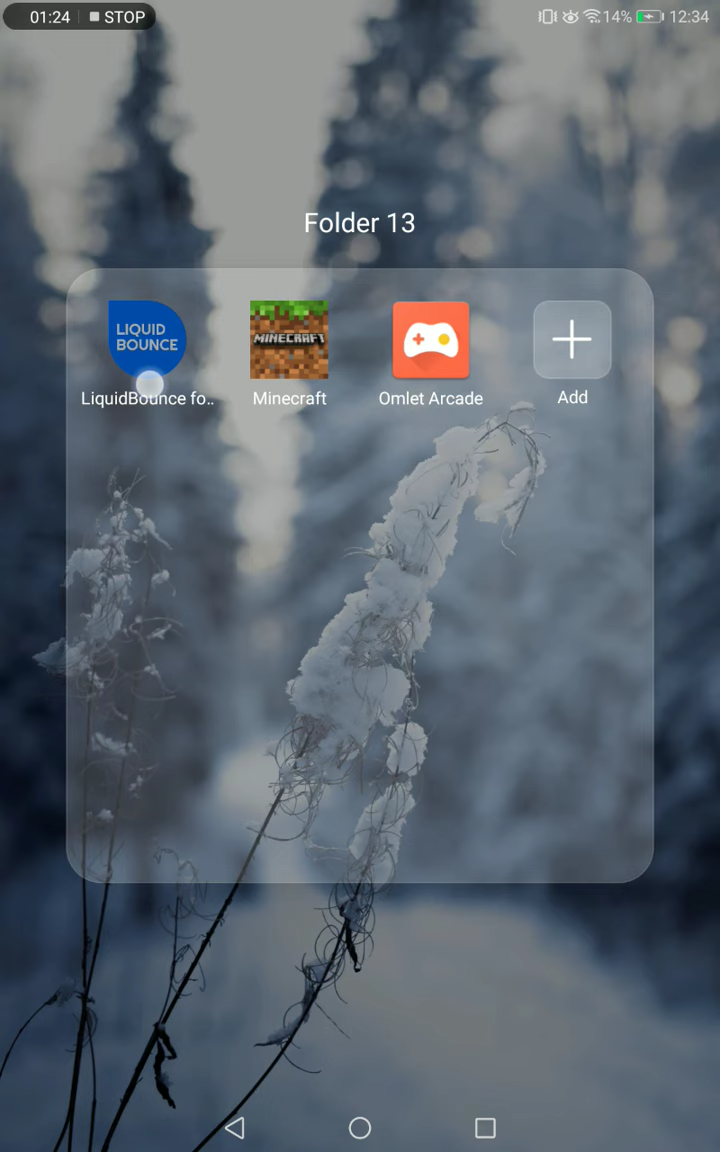 01:24 STOP 14% 12:34
Folder 13
LIQUID
BOUNCE
MINECRAFT
LiquidBounce fo..
Minecraft
Omlet Arcade
Add